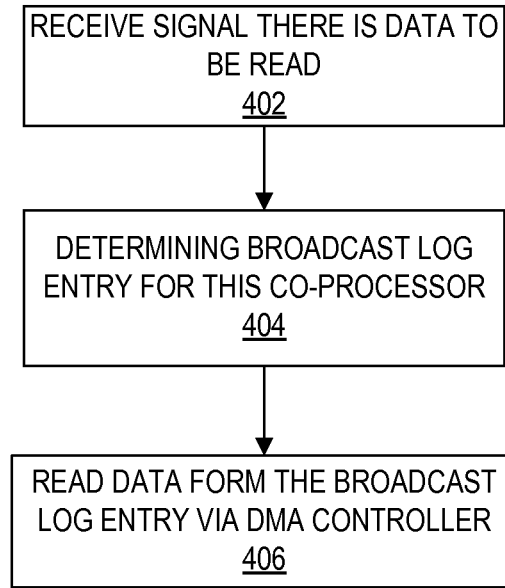 RECEIVE SIGNAL THERE IS DATA TO
BE READ
402
DETERMINING BROADCAST LOG
ENTRY FOR THIS CO-PROCESSOR
404
READ DATA FORM THE BROADCAST
LOG ENTRY VIA DMA CONTROLLER
406